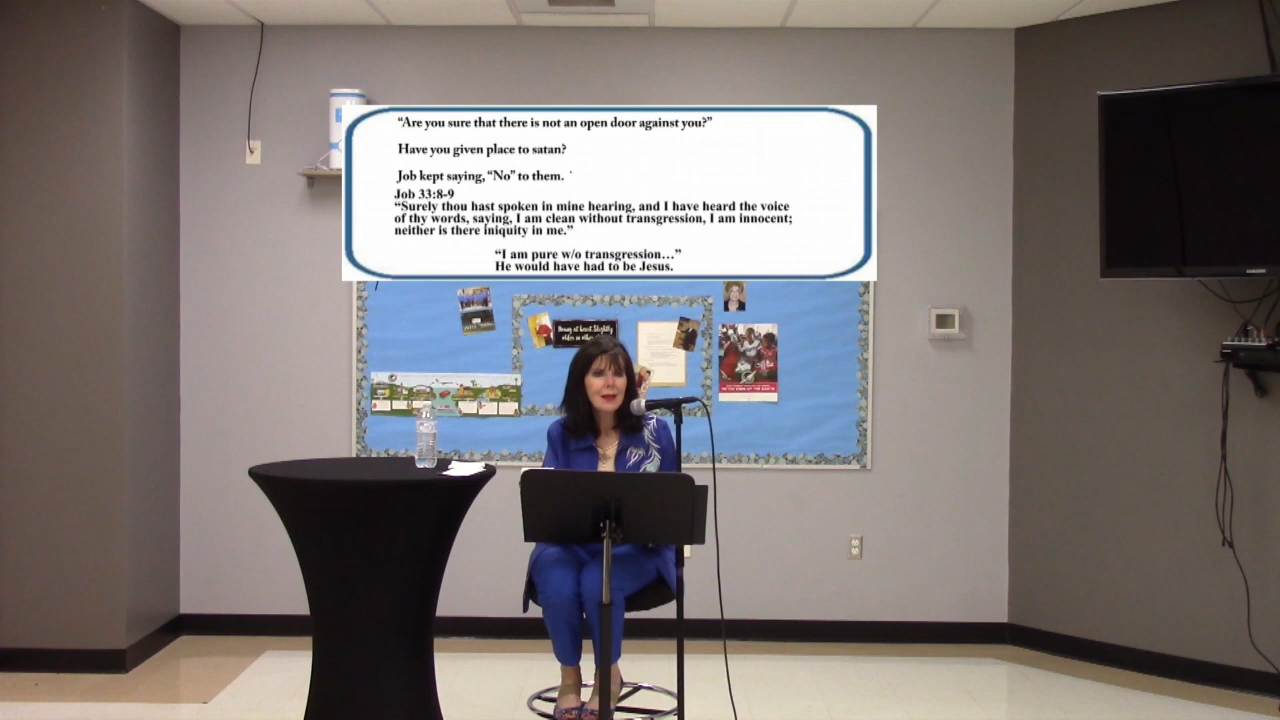 “Are you sure that there is not an open door against you?”
Have you given place to satan?
Job kept saying, “No” to them.
Job 33:8-9
“Surely thou hast spoken in mine hearing, and I have heard the voice
of thy words, saying, I am clean without transgression, I am innocent;
neither is there iniquity in me.”
“I am pure w/o transgression…”
He would have had to be Jesus.